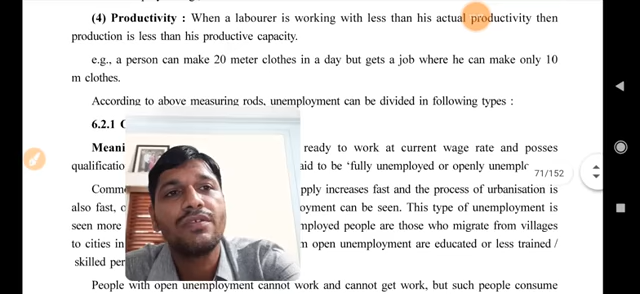 (4) Productivity : When a labourer is working with less than his actual productivity then
production is less than his productive capacity.
e.g., a person can make 20 meter clothes in a day but gets a job where he can make only 10
m clothes.
According to above measuring rods, unemployment can be divided in following types :
6.2.1
ready to work at current wage rate and posses
qualificatio aid to be 'fully unemployed or openly unemplo
71/152
pply increases fast and the process of urbanisation is
also fast, oyment can be seen. This type of unemployment is
seen more mployed people are those who migrate from villages
to cities in open unemployment are educated or less trained /
skilled per
People with open unemployment cannot work and cannot get work, but such people consume